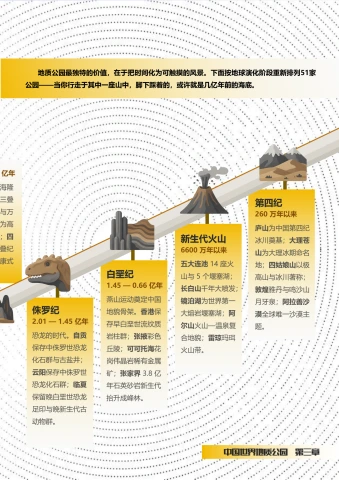 地质公园最独特的价值，在于把时间化为可触摸的风景。下面按地球演化阶段重新排列51家
公园——当你行走于其中一座山中，脚下踩着的，或许就是几亿年前的海底。
亿年
海隆
三叠
与万
为高
；四
叠纪
康式
侏罗纪
2.01 — 1.45 亿年
恐龙的时代。自贡
保存中侏罗世恐龙
化石群与古盐井；
云阳保存中侏罗世
恐龙化石群；临夏
保留晚白垩世恐龙
足印与晚新生代古
动物群。
白垩纪
1.45 — 0.66 亿年
燕山运动奠定中国
地貌骨架。香港保
存早白垩世流纹质
岩柱群；张掖彩色
丘陵；可可托海花
岗伟晶岩稀有金属
矿；张家界 3.8 亿
年石英砂岩新生代
抬升成峰林。
新生代火山
6600 万年以来
五大连池 14 座火
山与 5 个堰塞湖；
长白山千年大喷发；
镜泊湖为世界第一
大熔岩堰塞湖；阿
尔山火山—温泉复
合地貌；雷琼玛珥
火山带。
第四纪
260 万年以来
庐山为中国第四纪
冰川奠基；大理苍
山为大理冰期命名
地；四姑娘山以极
高山与冰川著称；
敦煌雅丹与鸣沙山
月牙泉；阿拉善沙
漠全球唯一沙漠主
题。
中国世界地质公园 第三章